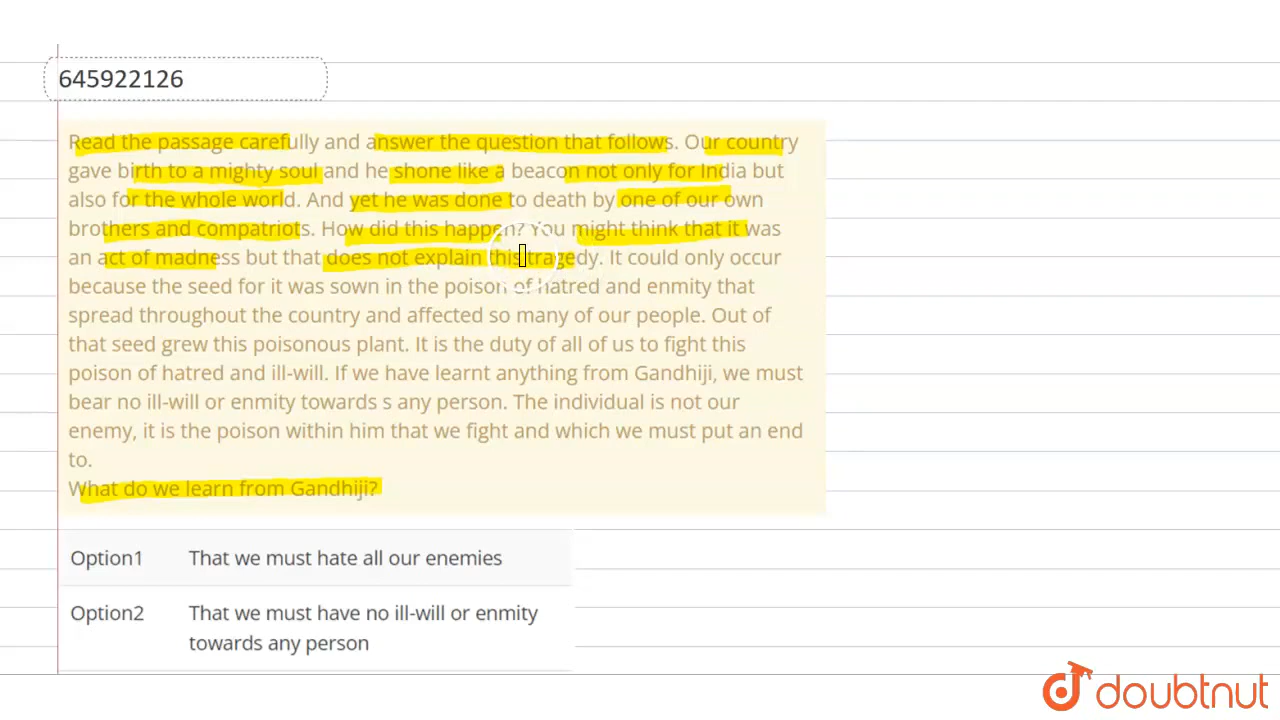 645922126
Read the passage carefully and answer the question that follows. Our country
gave birth to a mighty soul and he shone like a beacon not only for India but
also for the whole world. And yet he was done to death by one of our own
brothers and compatriots. How did this happen? You might think that it was
an act of madness but that does not explain this tragedy. It could only occur
because the seed for it was sown in the poison of hatred and enmity that
spread throughout the country and affected so many of our people. Out of
that seed grew this poisonous plant. It is the duty of all of us to fight this
poison of hatred and ill-will. If we have learnt anything from Gandhiji, we must
bear no ill-will or enmity towards s any person. The individual is not our
enemy, it is the poison within him that we fight and which we must put an end
to.
What do we learn from Gandhiji?
Option1 That we must hate all our enemies
Option2 That we must have no ill-will or enmity
towards any person
doubtnut